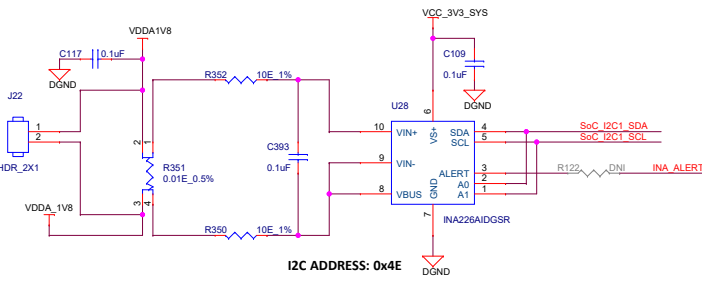 VCC_3V3_SYS
VDDA1V8
C117 0.1uF
DGND
C109
0.1uF
DGND
J22
1
2
HDR_2X1
R352 10E_1%
2 1
R351
0.01E_0.5%
3 4
C393
0.1uF
U28
6
VS+
10 VIN+
9 VIN-
8 VBUS
SDA 4 SoC_I2C1_SDA
SCL 5 SoC_I2C1_SCL
ALERT 3 R122 DNI INA_ALERT
A0 2
A1 1
GND
7
INA226AIDGSR
VDDA_1V8
R350 10E_1%
I2C ADDRESS: 0x4E
DGND